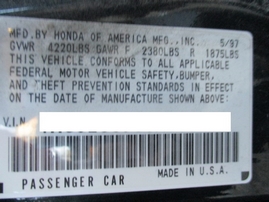 MFD.BY HONDA OF AMERICA MFG.,INC. 5/97
GVWR 4220LBS GAWR F 2380LBS R 1875LBS
THIS VEHICLE CONFORMS TO ALL APPLICABLE
FEDERAL MOTOR VEHICLE SAFETY,BUMPER,
AND THEFT PREVENTION STANDARDS IN EFFECT
ON THE DATE OF MANUFACTURE SHOWN ABOVE.
V.I.N.
PASSENGER CAR MADE IN U.S.A.